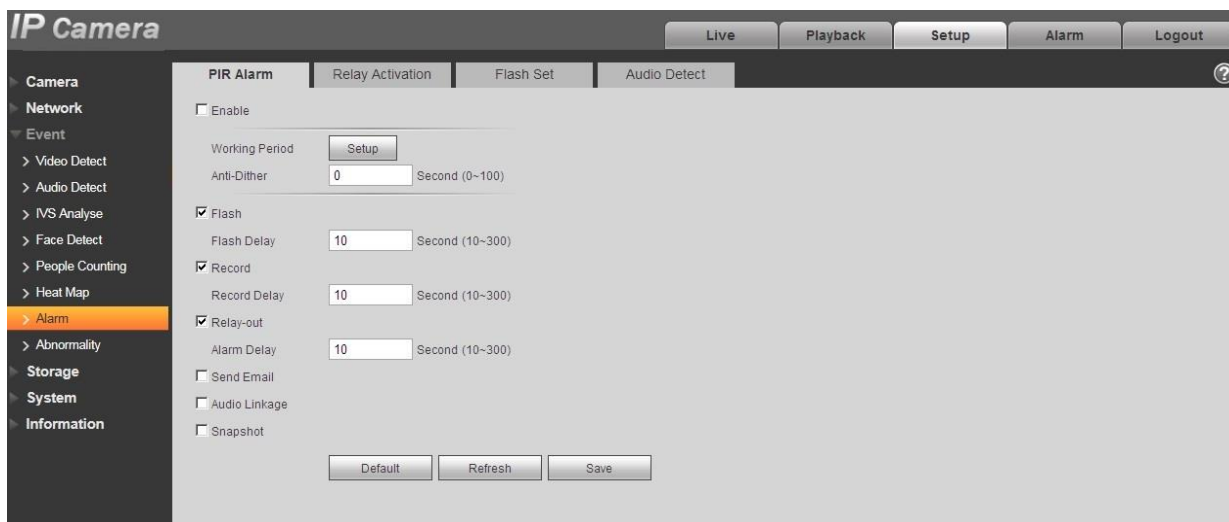 IP Camera
Live Playback Setup Alarm Logout
Camera
Network
Event
Video Detect
Audio Detect
IVS Analyse
Face Detect
People Counting
Heat Map
Alarm
Abnormality
Storage
System
Information
PIR Alarm Relay Activation Flash Set Audio Detect
?
Enable
Working Period Setup
Anti-Dither 0 Second (0~100)
Flash
Flash Delay 10 Second (10~300)
Record
Record Delay 10 Second (10~300)
Relay-out
Alarm Delay 10 Second (10~300)
Send Email
Audio Linkage
Snapshot
Default Refresh Save